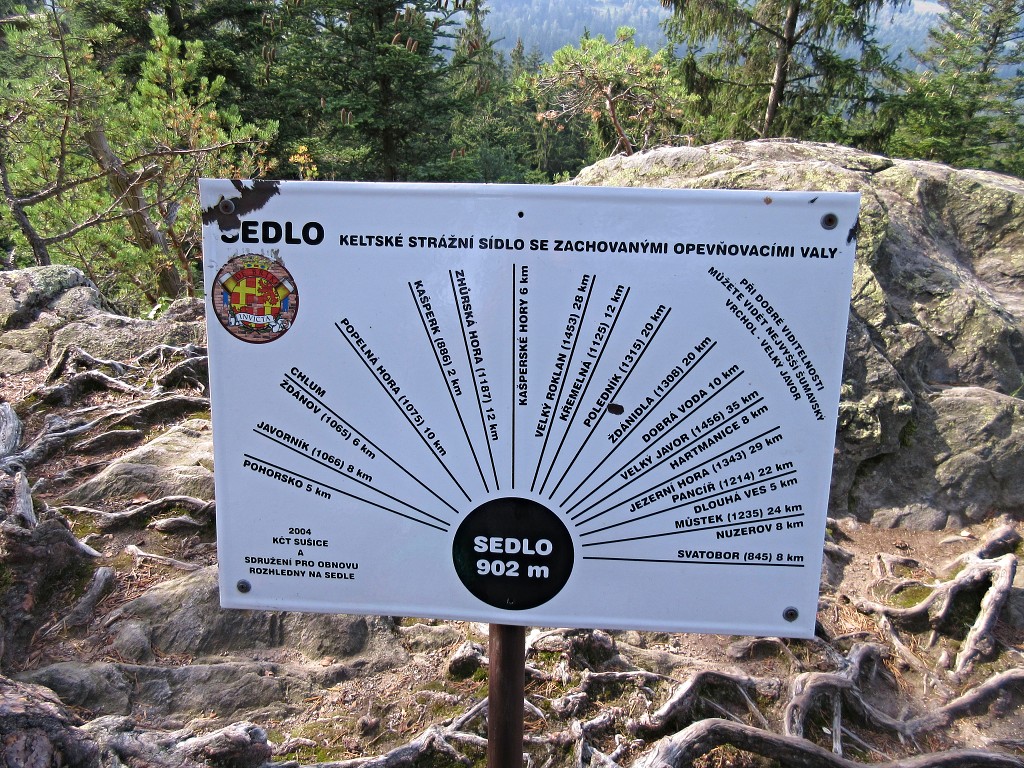 SEDLO
KELTSKÉ STRÁŽNÍ SÍDLO SE ZACHOVANÝMI OPEVŇOVACÍMI VALY
INVICTA
POHORSKO 5 km
JAVORNÍK (1066) 8 km
ŽDANOV (1065) 6 km
CHLUM
POPELNÁ HORA (1075) 10 km
KAŠPERK (886) 2 km
ZHŮRSKÁ HORA (1187) 12 km
KAŠPERSKÉ HORY 6 km
VELKÝ ROKLAN (1453) 28 km
KŘEMELNÁ (1125) 12 km
POLEDNÍK (1315) 20 km
ŽDÁNIDLA (1308) 20 km
DOBRÁ VODA 10 km
VELKÝ JAVOR (1456) 35 km
HARTMANICE 8 km
JEZERNÍ HORA (1343) 29 km
PANCÍŘ (1214) 22 km
DLOUHÁ VES 5 km
MŮSTEK (1235) 24 km
NUZEROV 8 km
SVATOBOR (845) 8 km
PŘI DOBRÉ VIDITELNOSTI
MŮŽETE VIDĚT NEJVYŠŠÍ ŠUMAVSKÝ
VRCHOL - VELKÝ JAVOR
2004
KČT SUŠICE
A
SDRUŽENÍ PRO OBNOVU
ROZHLEDNY NA SEDLE
SEDLO
902 m